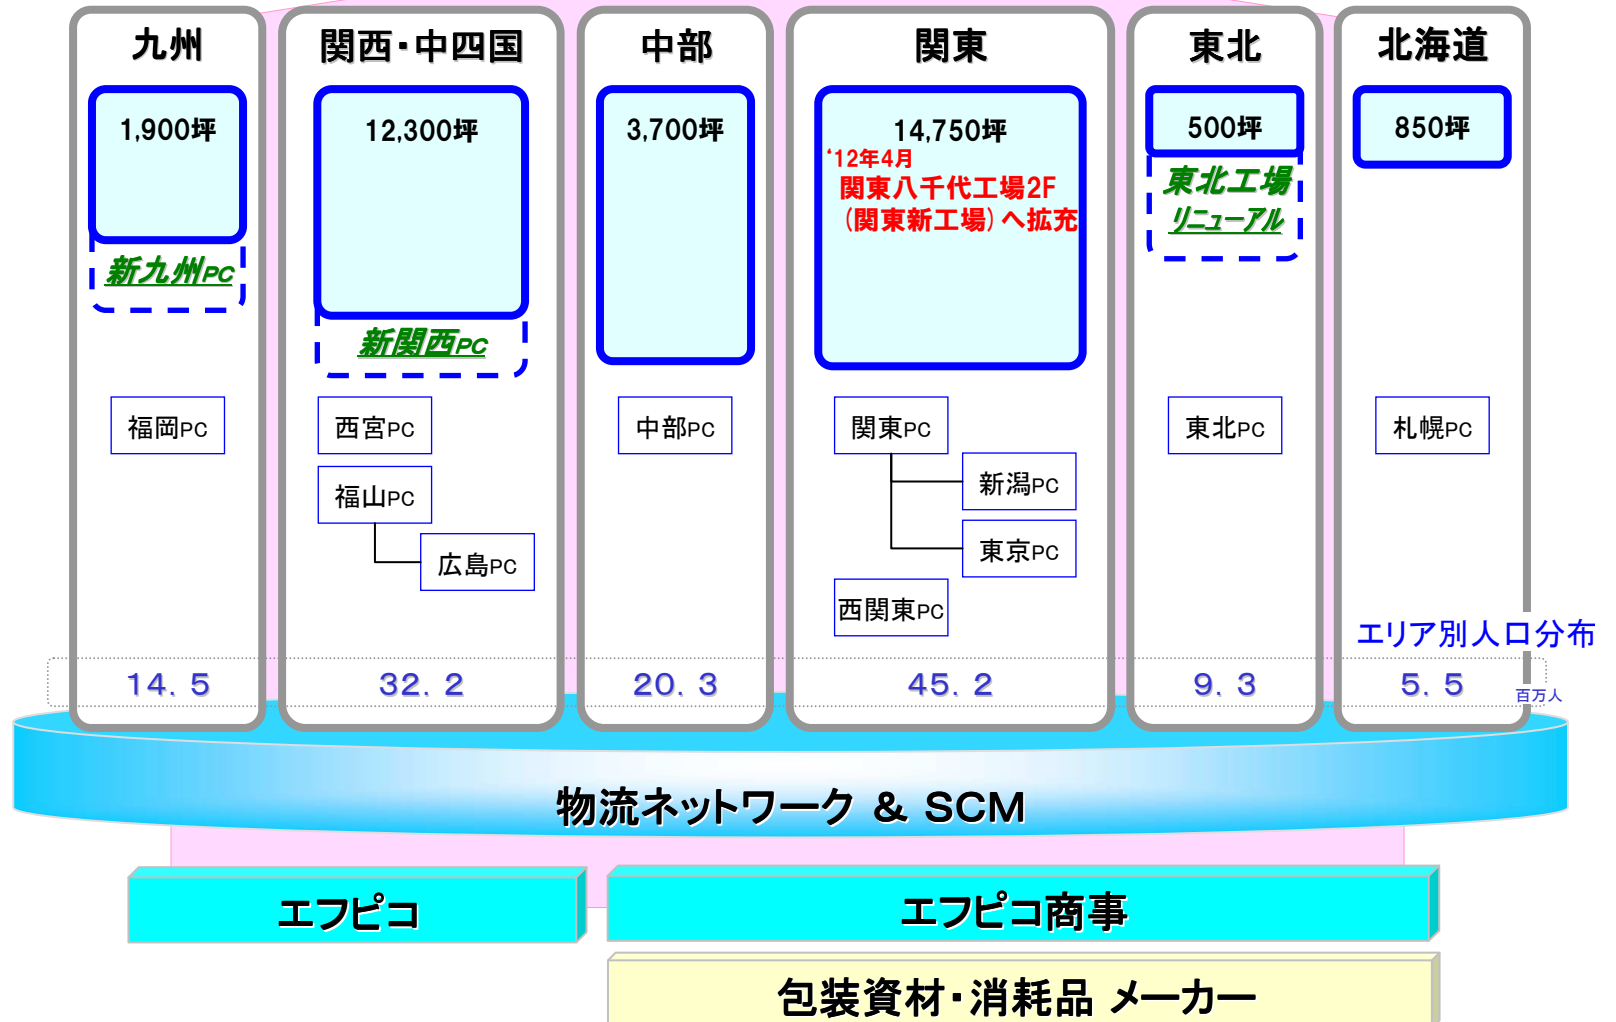 九州
1,900坪
新九州PC
福岡PC
14.5
関西・中四国
12,300坪
新関西PC
西宮PC
福山PC
広島PC
32.2
中部
3,700坪
中部PC
20.3
関東
14,750坪
‘12年4月
関東八千代工場2F
(関東新工場)へ拡充
関東PC
新潟PC
東京PC
西関東PC
45.2
東北
500坪
東北工場
リニューアル
東北PC
9.3
北海道
850坪
札幌PC
エリア別人口分布
5.5
百万人
物流ネットワーク & SCM
エフピコ
エフピコ商事
包装資材・消耗品 メーカー